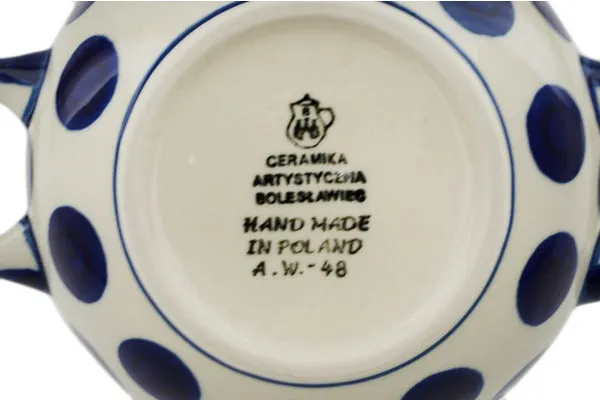 B
CERAMIKA
ARTYSTYCZNA
BOLESŁAWIEC
HAND MADE
IN POLAND
A.W.-48